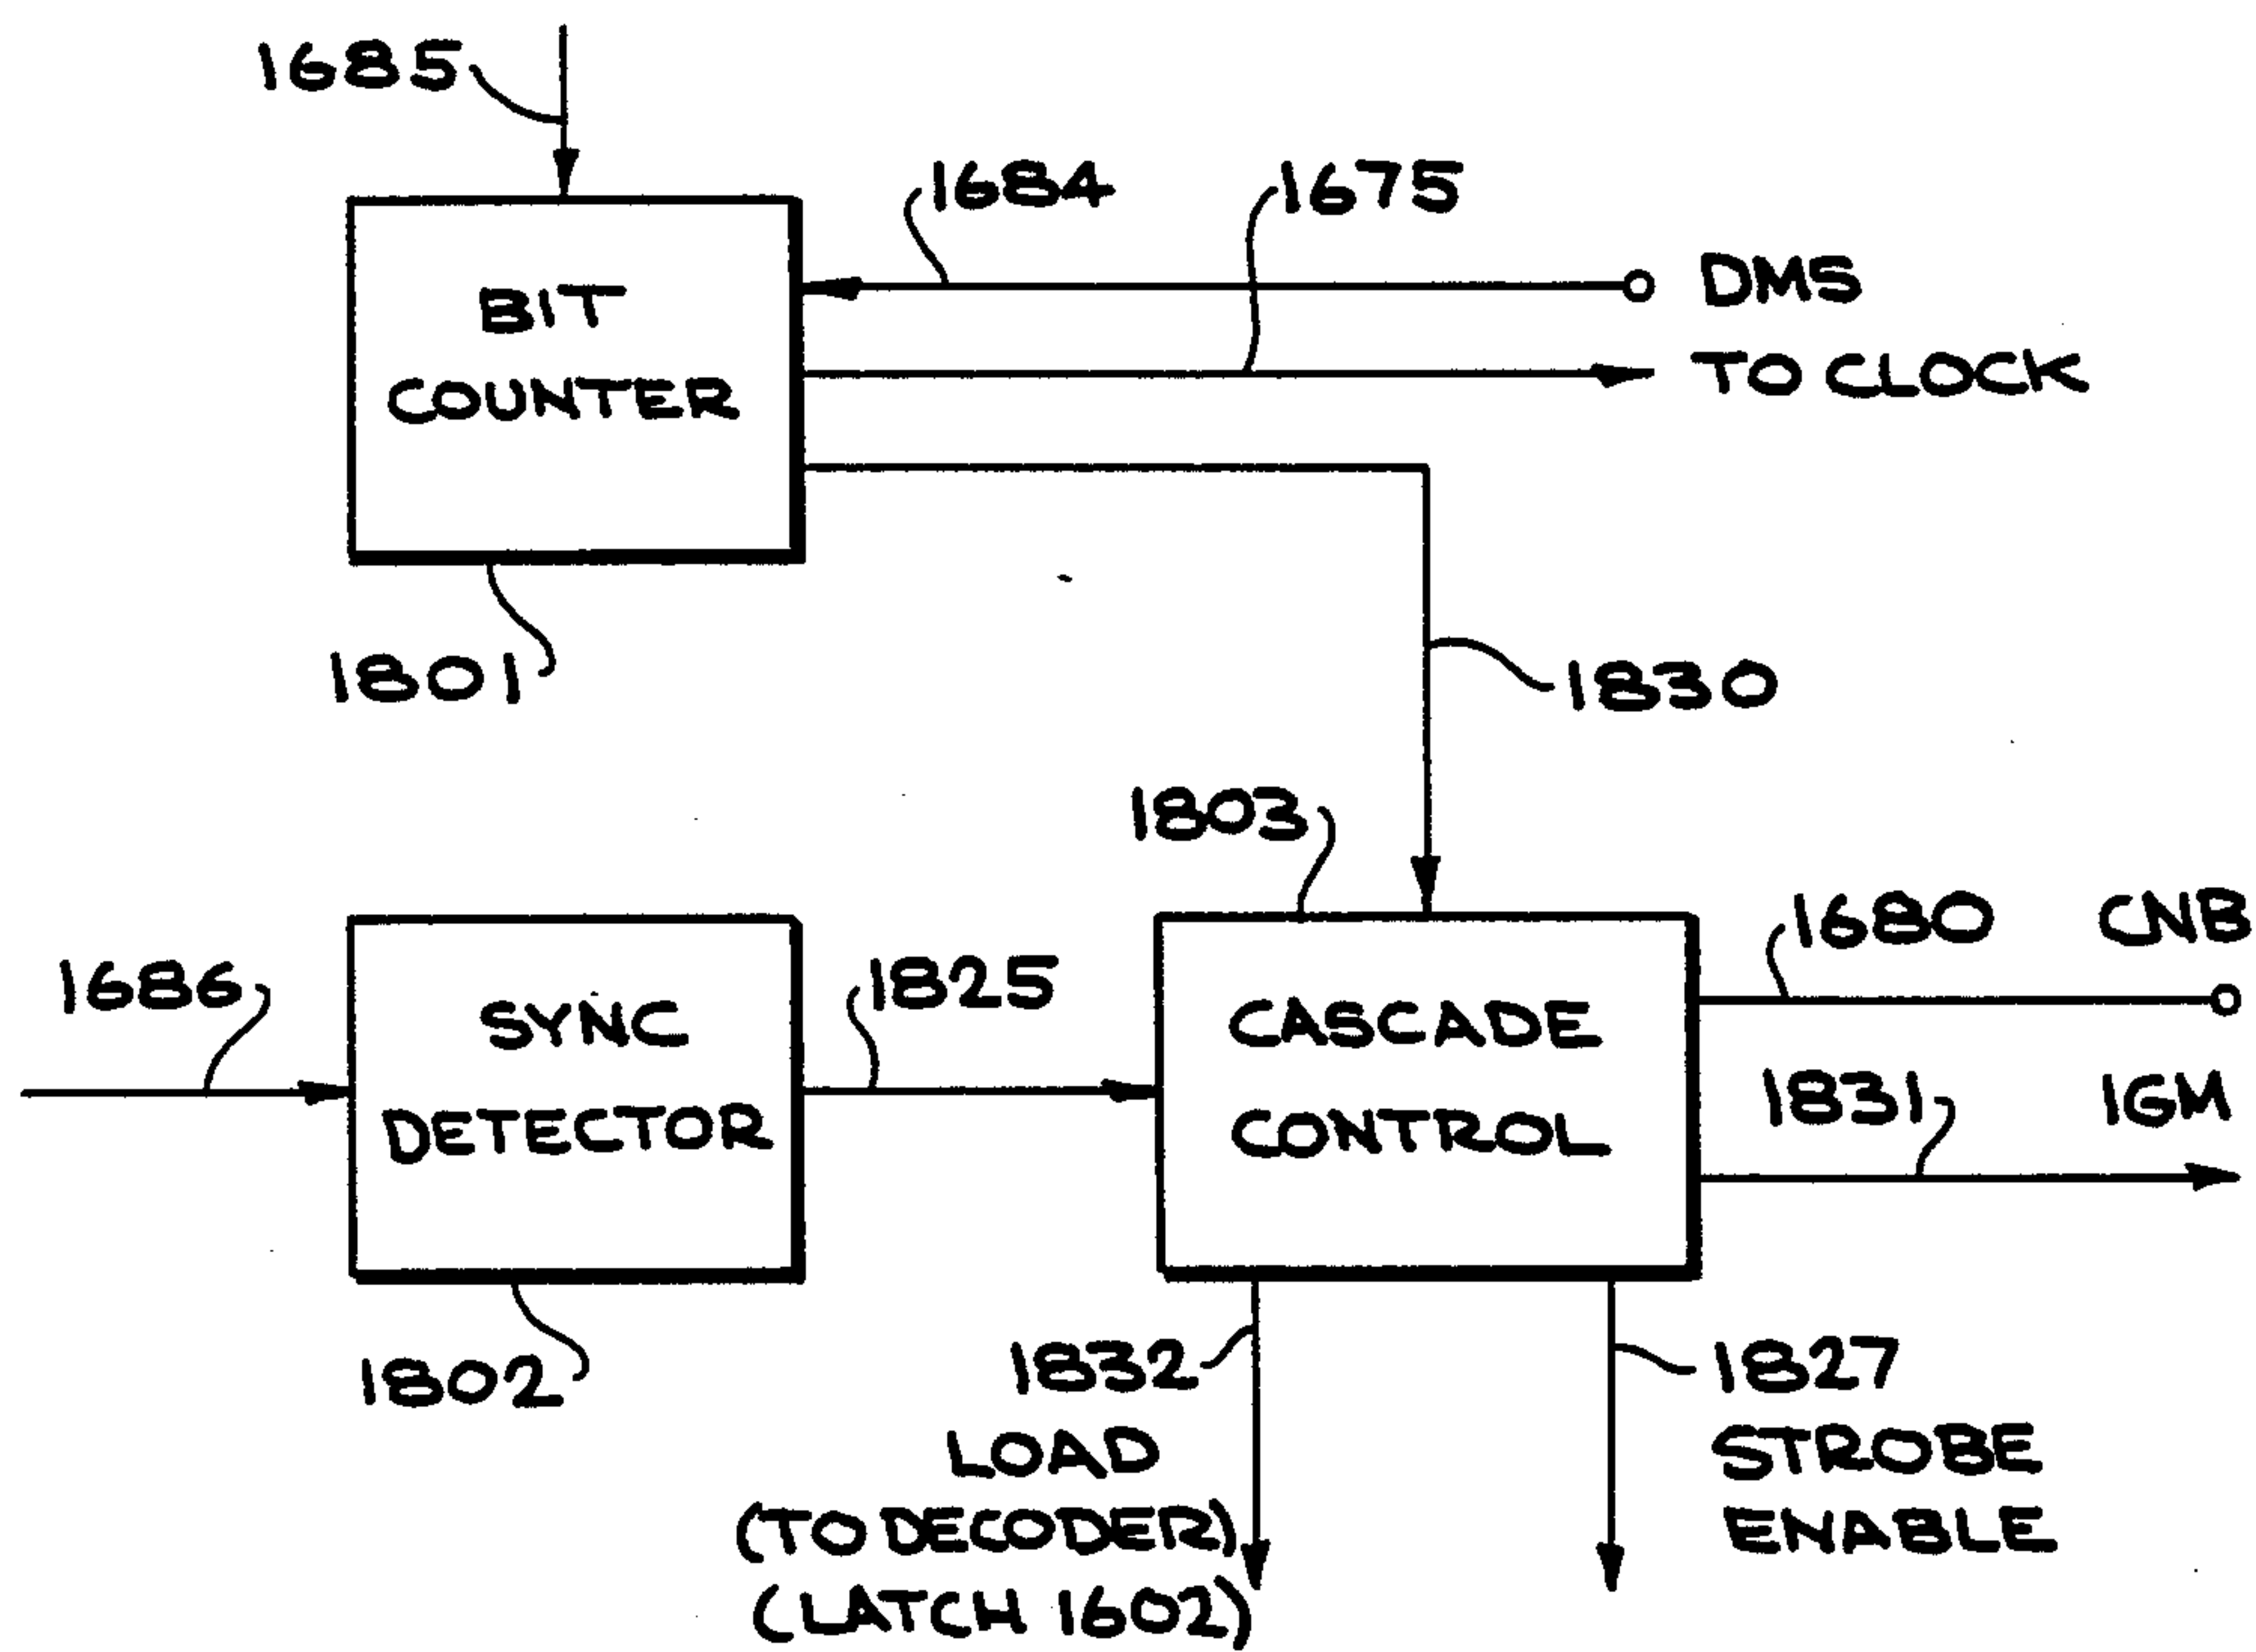 1685
1684
1675
DMS
BIT
COUNTER
TO CLOCK
1801
1830
1803
1680 CNB
1686
SYNC
DETECTOR
1825
CASCADE
CONTROL
1831 IGM
1802
1832
LOAD
(TO DECODER)
(LATCH 1602)
1827
STROBE
ENABLE